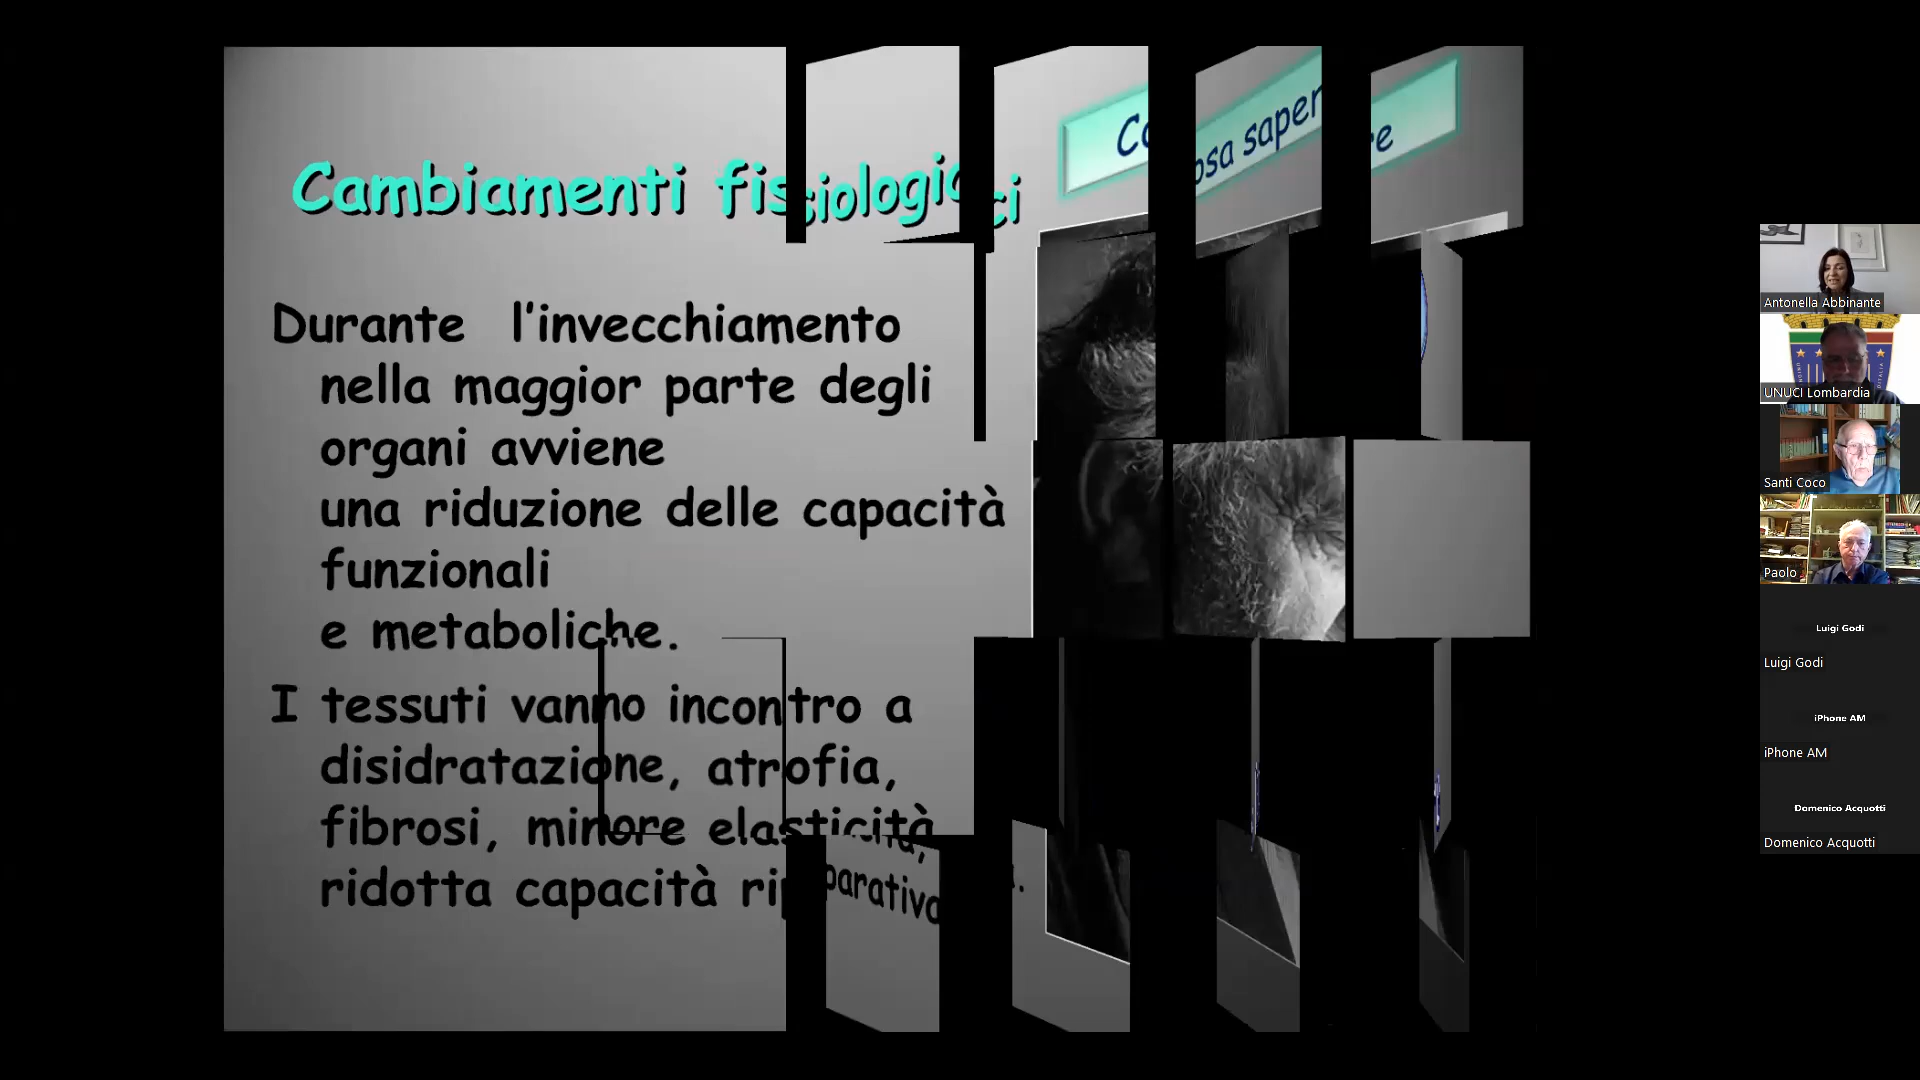 Cambiamenti fisiologici
Cosa sapere
Durante l'invecchiamento
nella maggior parte degli
organi avviene
una riduzione delle capacità
funzionali
e metaboliche.
I tessuti vanno incontro a
disidratazione, atrofia,
fibrosi, minore elasticità,
ridotta capacità riparativa.
Antonella Abbinante
UNUCI Lombardia
Santi Coco
Paolo
Luigi Godi
Luigi Godi
iPhone AM
iPhone AM
Domenico Acquotti
Domenico Acquotti